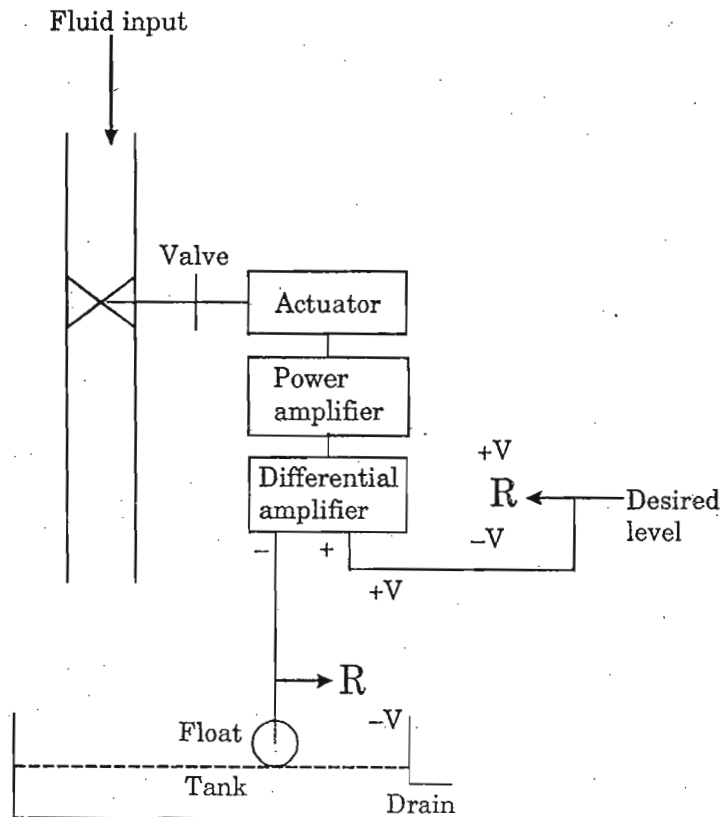 Fluid input
Valve
Actuator
Power
amplifier
Differential
amplifier
− +
+V
R
−V
Desired
level
+V
R
−V
Float
Tank
Drain